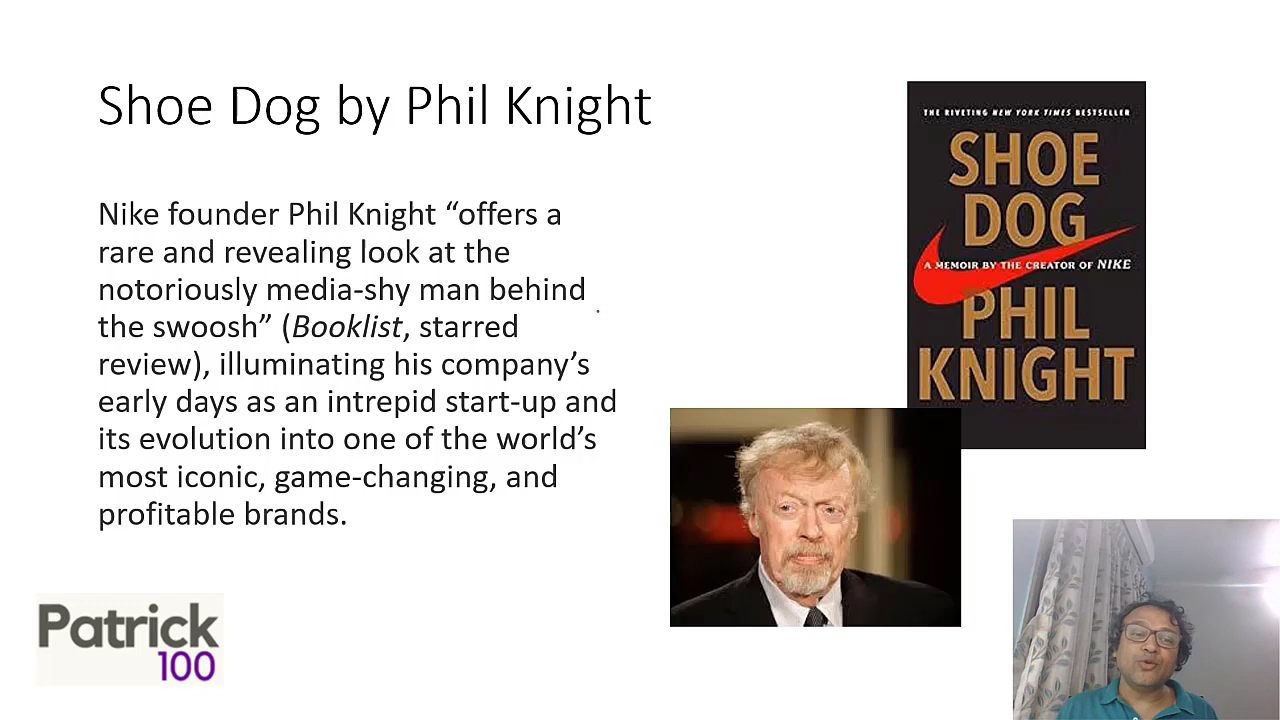 Shoe Dog by Phil Knight
Nike founder Phil Knight “offers a
rare and revealing look at the
notoriously media-shy man behind
the swoosh” (Booklist, starred
review), illuminating his company’s
early days as an intrepid start-up and
its evolution into one of the world’s
most iconic, game-changing, and
profitable brands.
THE RIVETING NEW YORK TIMES BESTSELLER
SHOE
DOG
A MEMOIR BY THE CREATOR OF NIKE
PHIL
KNIGHT
Patrick
100